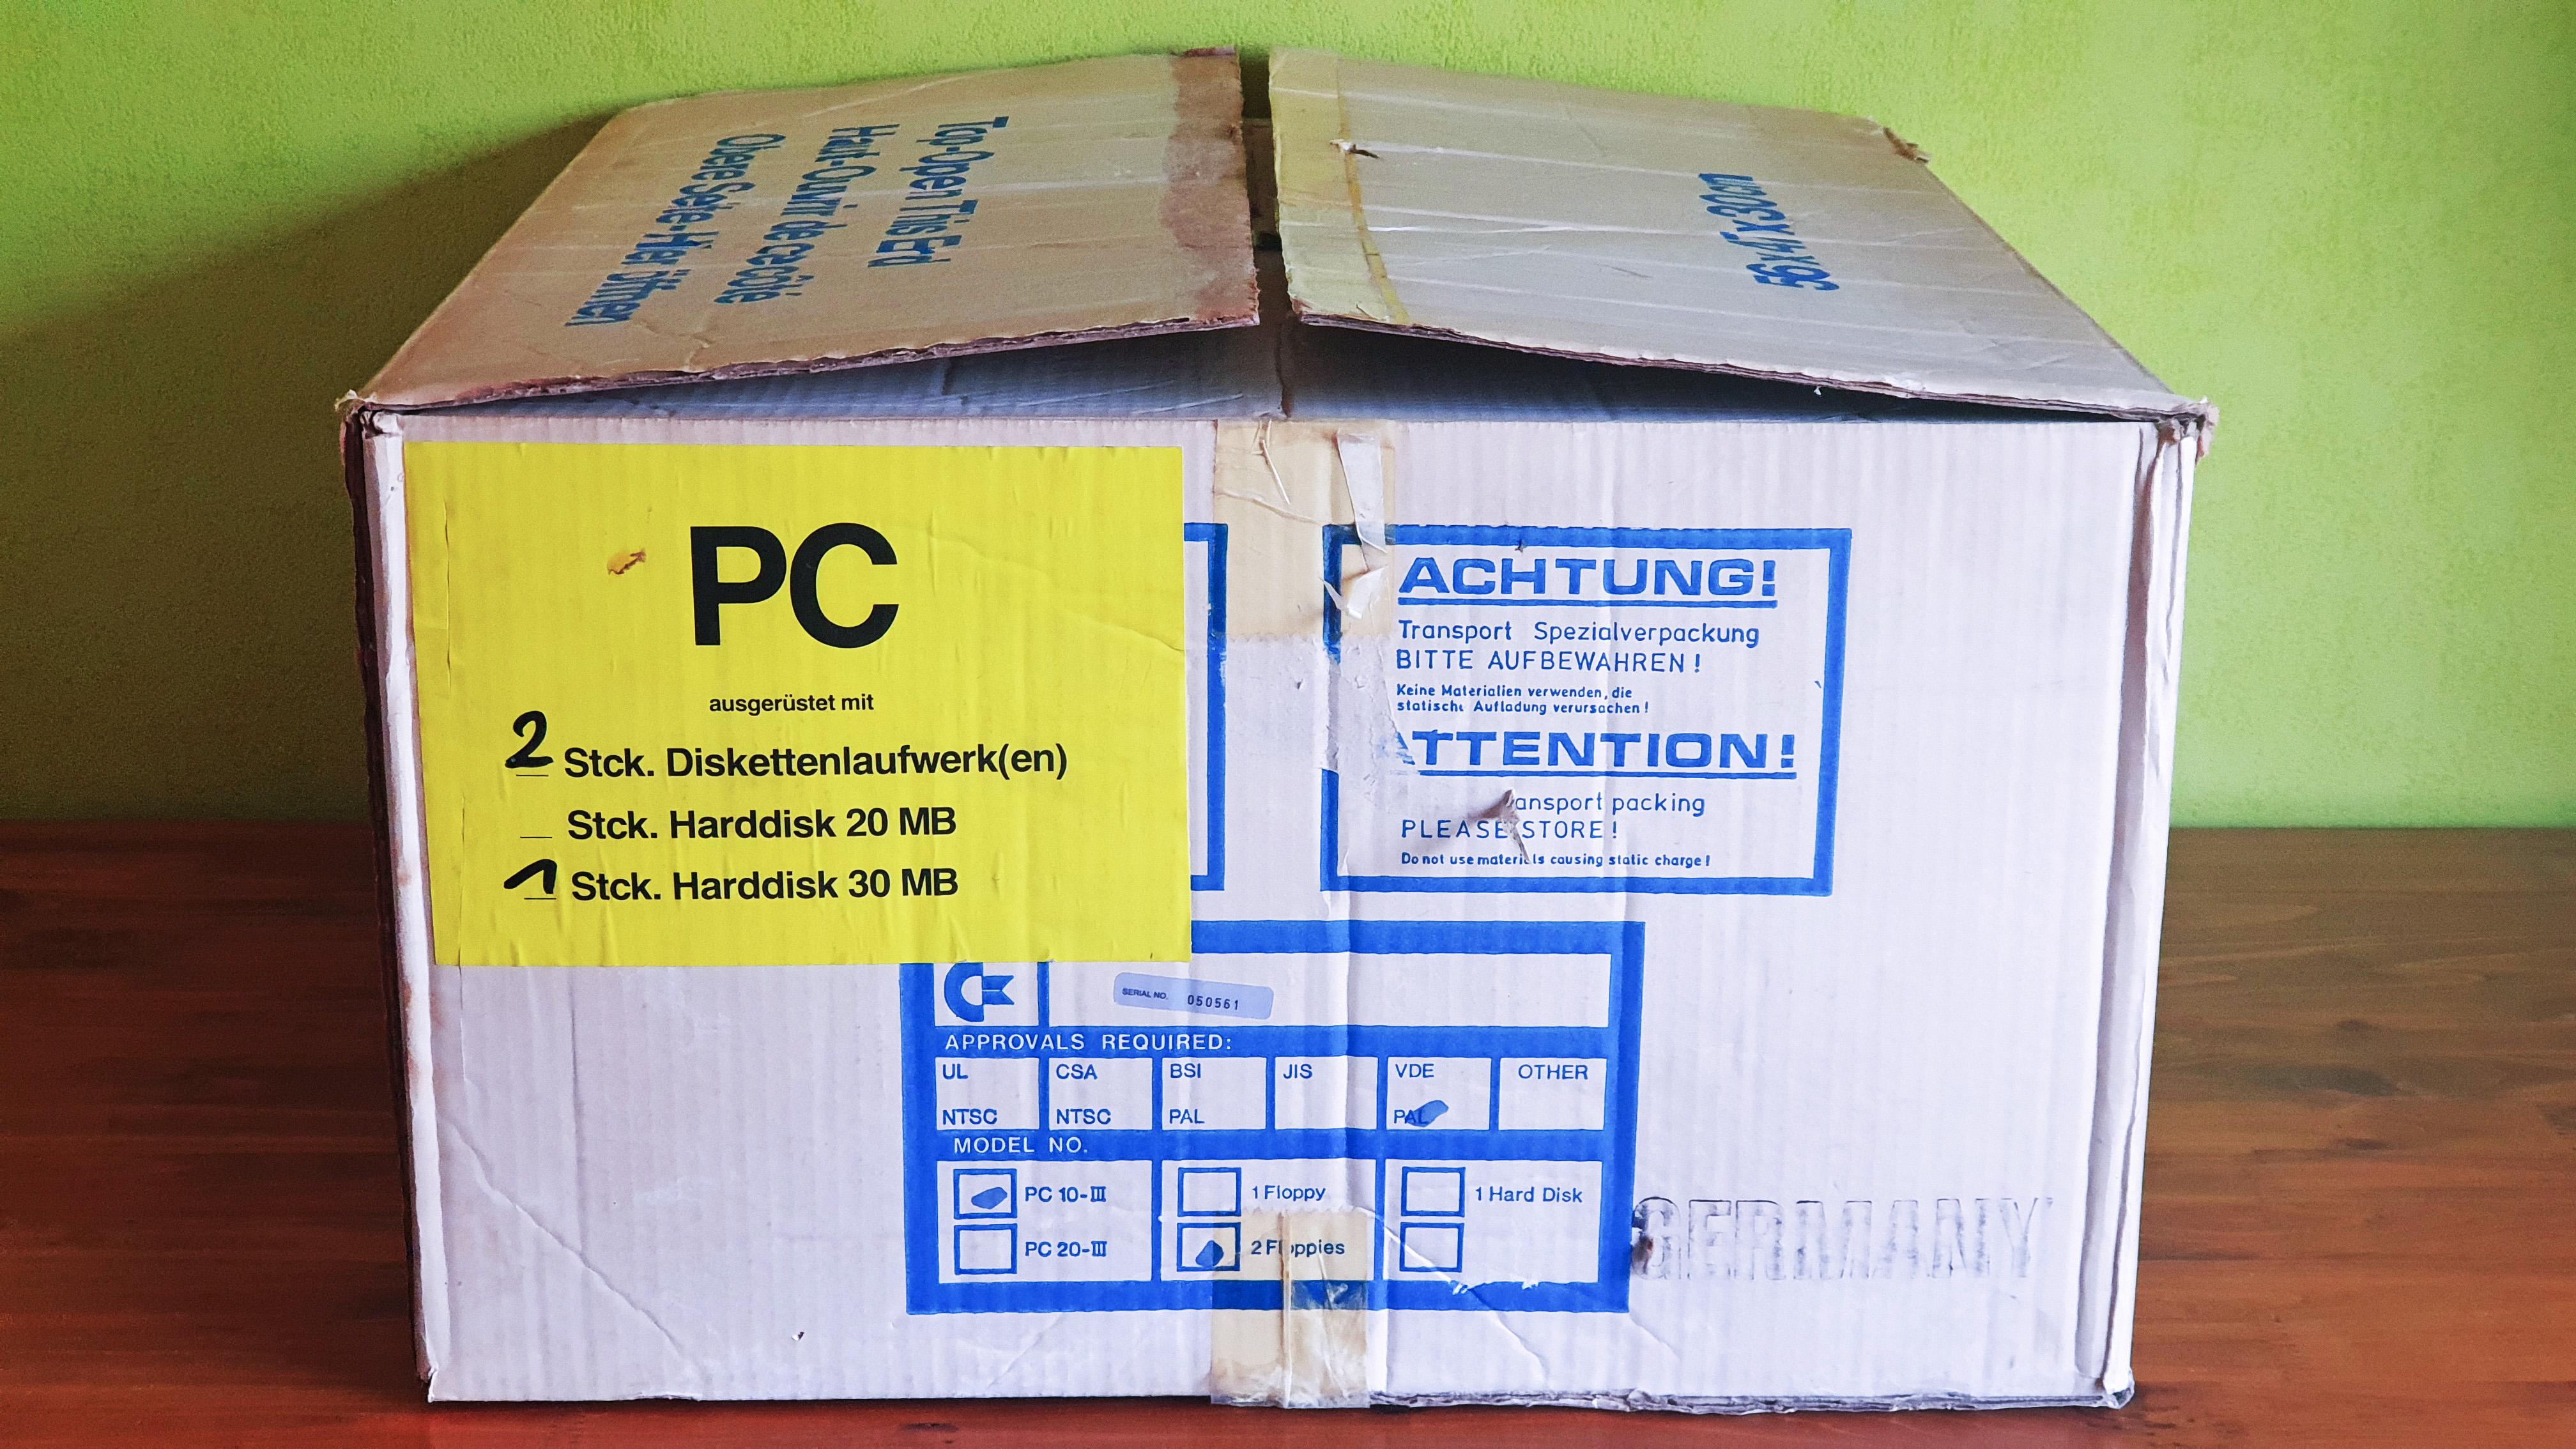 Top-Open This End
Haut-Ouvrir de ce côté
Obere Seite-Hier öffnen
56x41x30cm
PC
ausgerüstet mit
2 Stck. Diskettenlaufwerk(en)
Stck. Harddisk 20 MB
1 Stck. Harddisk 30 MB
ACHTUNG!
Transport Spezialverpackung
BITTE AUFBEWAHREN!
Keine Materialien verwenden, die
statische Aufladung verursachen!
ATTENTION!
ansport packing
PLEASE STORE!
Do not use materials causing static charge!
SERIAL NO. 050561
APPROVALS REQUIRED:
UL CSA BSI JIS VDE OTHER
NTSC NTSC PAL PAL
MODEL NO.
PC 10-III 1 Floppy 1 Hard Disk
PC 20-III 2 Floppies
GERMANY